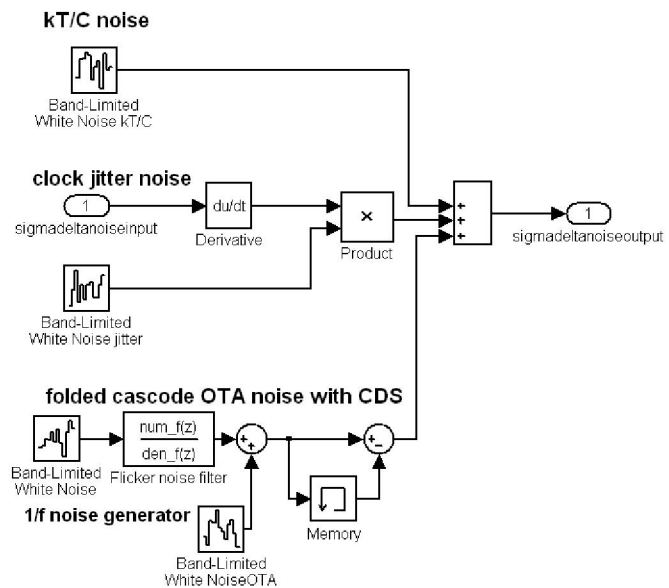 kT/C noise
Band-Limited
White Noise kT/C
clock jitter noise
1
sigmadeltanoiseinput
du/dt
Derivative
×
Product
+
+
+
1
sigmadeltanoiseoutput
Band-Limited
White Noise jitter
folded cascode OTA noise with CDS
Band-Limited
White Noise
num_f(z)
den_f(z)
Flicker noise filter
+
+
+
−
Memory
1/f noise generator
Band-Limited
White NoiseOTA